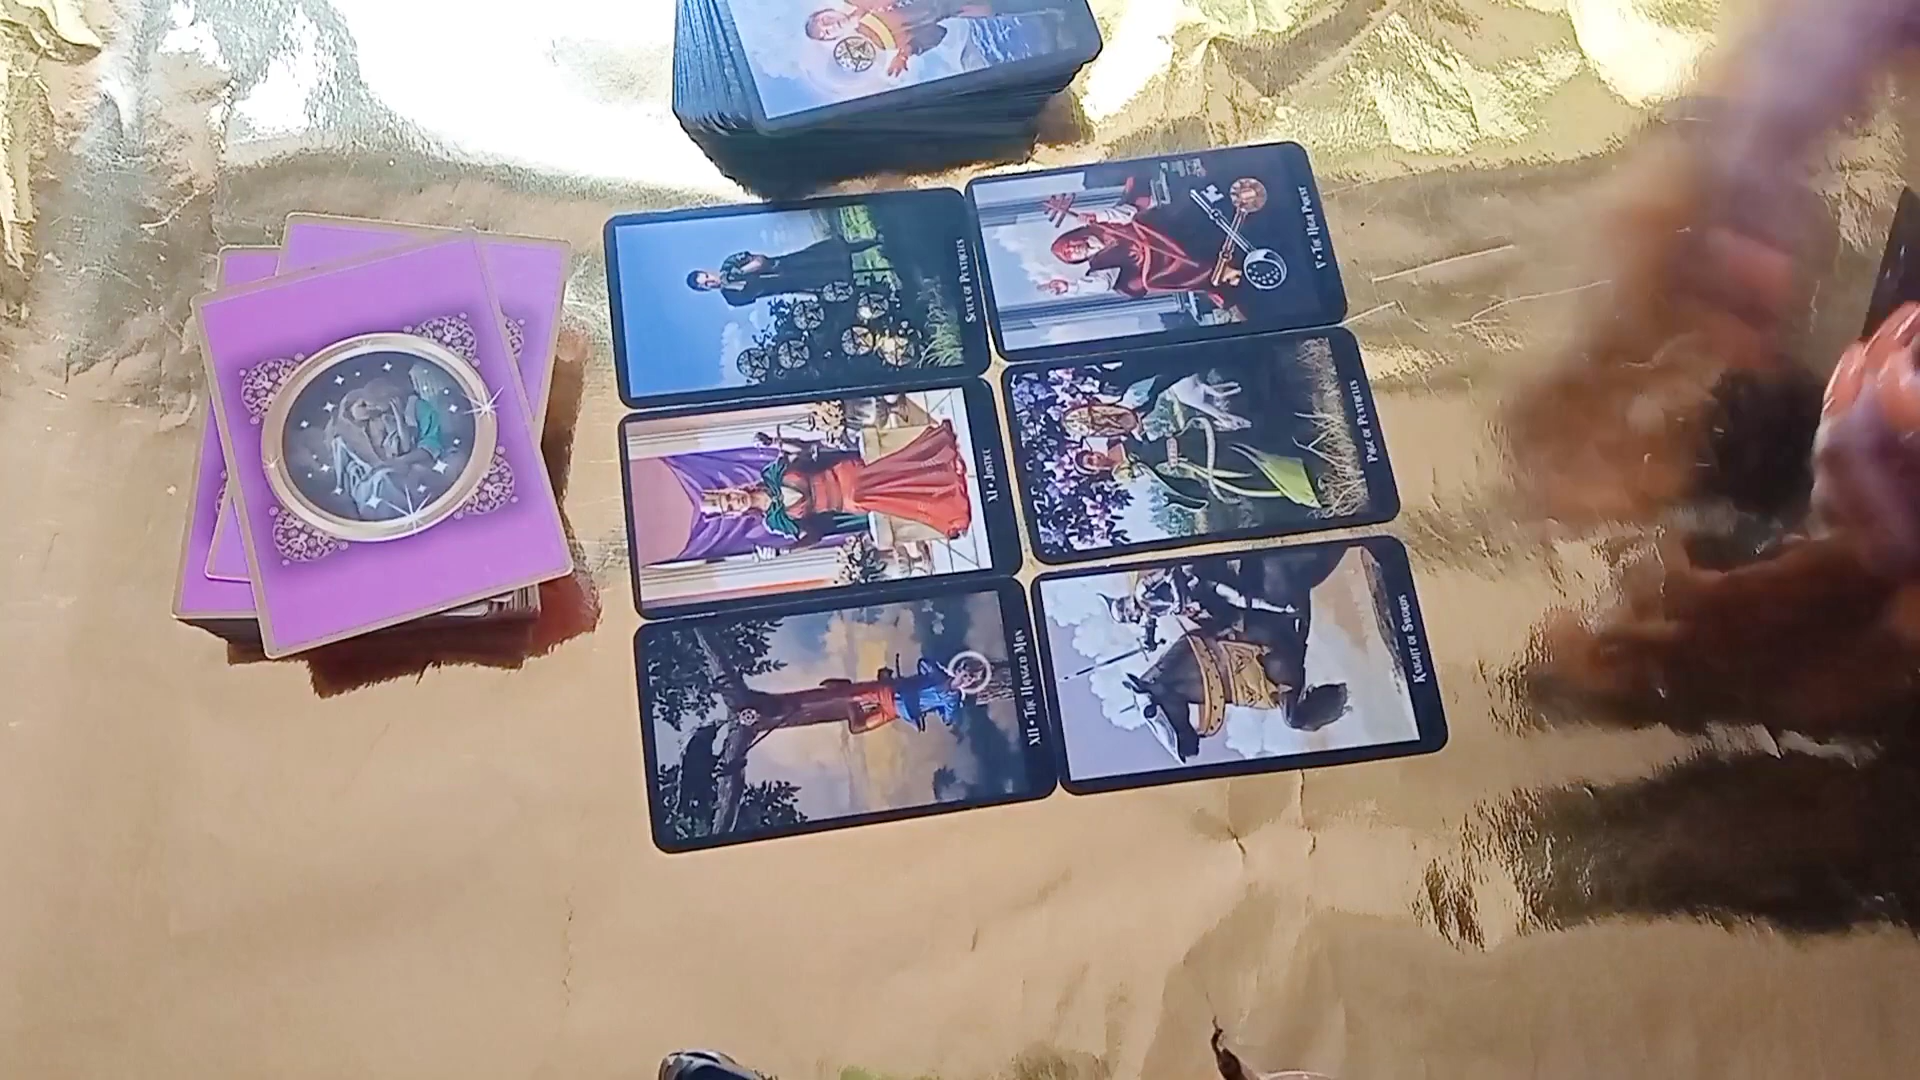 SEVEN OF PENTACLES
V • THE HIGH PRIEST
XI • JUSTICE
PAGE OF PENTACLES
XII • THE HANGED MAN
KNIGHT OF SWORDS